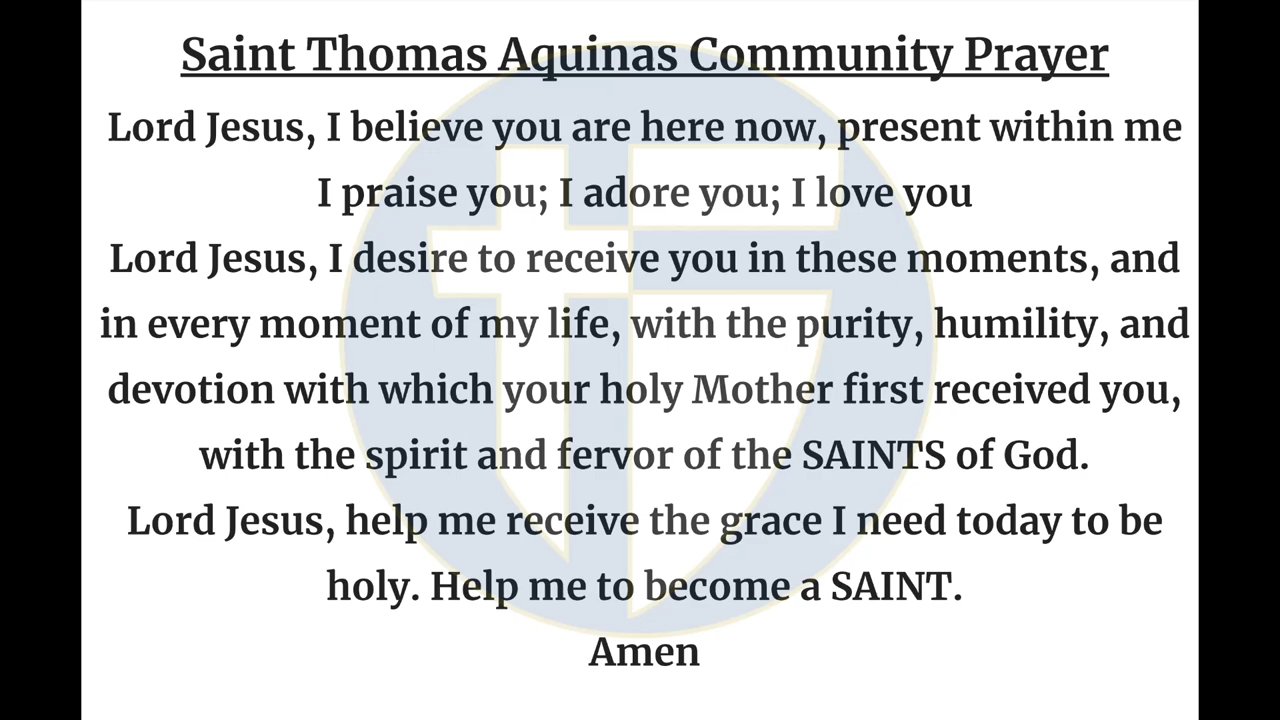 Saint Thomas Aquinas Community Prayer
Lord Jesus, I believe you are here now, present within me
I praise you; I adore you; I love you
Lord Jesus, I desire to receive you in these moments, and
in every moment of my life, with the purity, humility, and
devotion with which your holy Mother first received you,
with the spirit and fervor of the SAINTS of God.
Lord Jesus, help me receive the grace I need today to be
holy. Help me to become a SAINT.
Amen